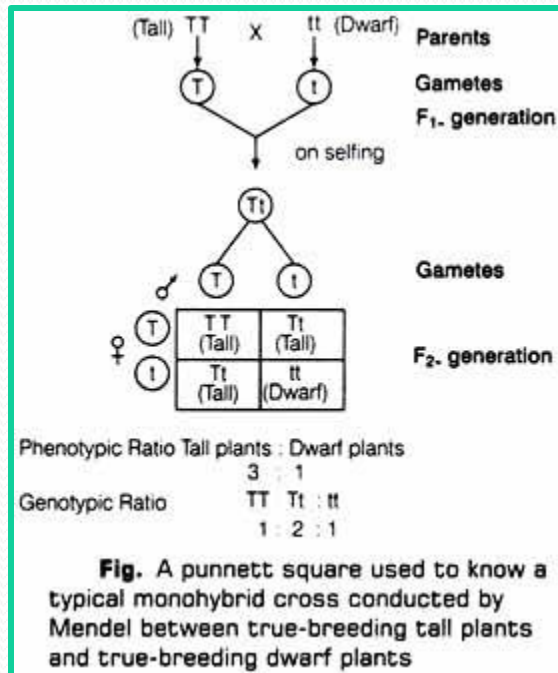 (Tall) TT X tt (Dwarf) Parents
T t Gametes
F1- generation
on selfing
Tt
T t Gametes
♂
♀ T TT Tt
(Tall) (Tall)
F2- generation
t Tt tt
(Tall) (Dwarf)
Phenotypic Ratio Tall plants : Dwarf plants
3 : 1
Genotypic Ratio TT Tt : tt
1 : 2 : 1
Fig. A punnett square used to know a
typical monohybrid cross conducted by
Mendel between true-breeding tall plants
and true-breeding dwarf plants